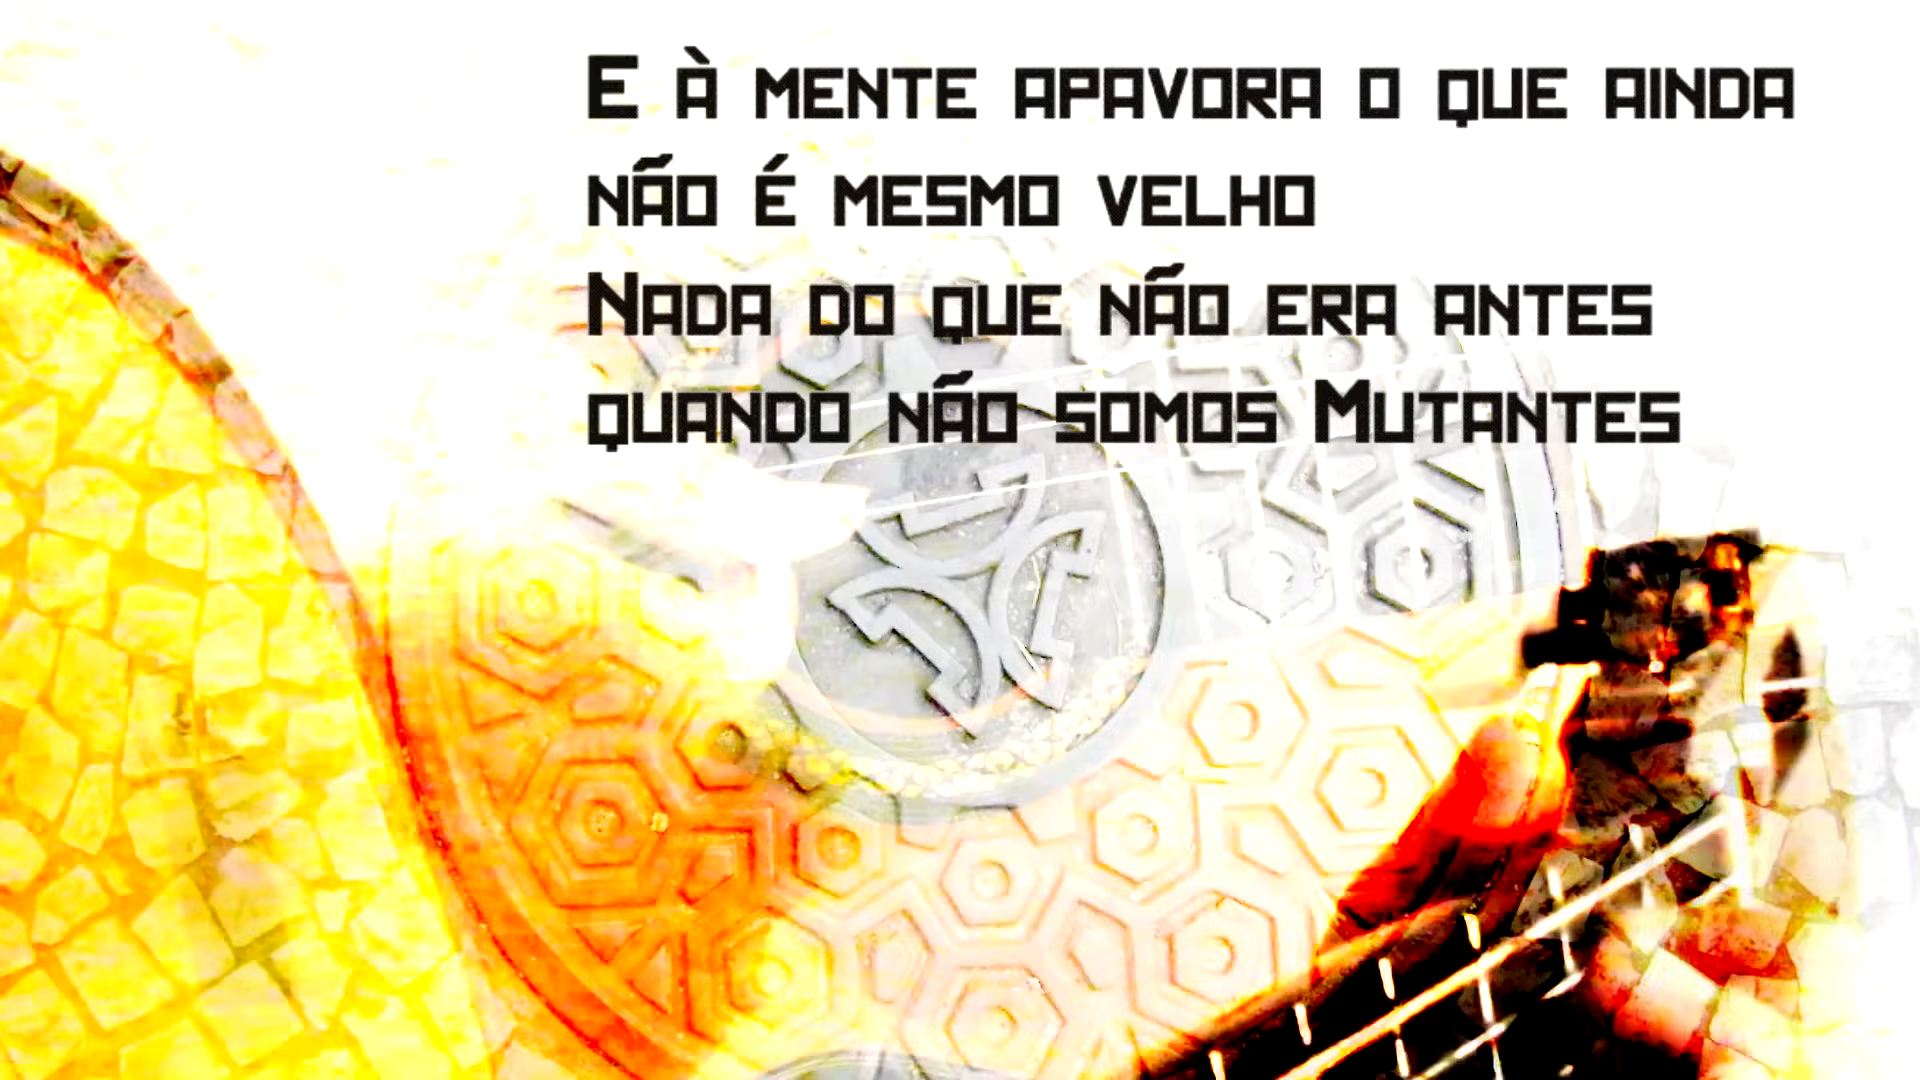 E à mente apavora o que ainda
não é mesmo velho
Nada do que não era antes
quando não somos Mutantes